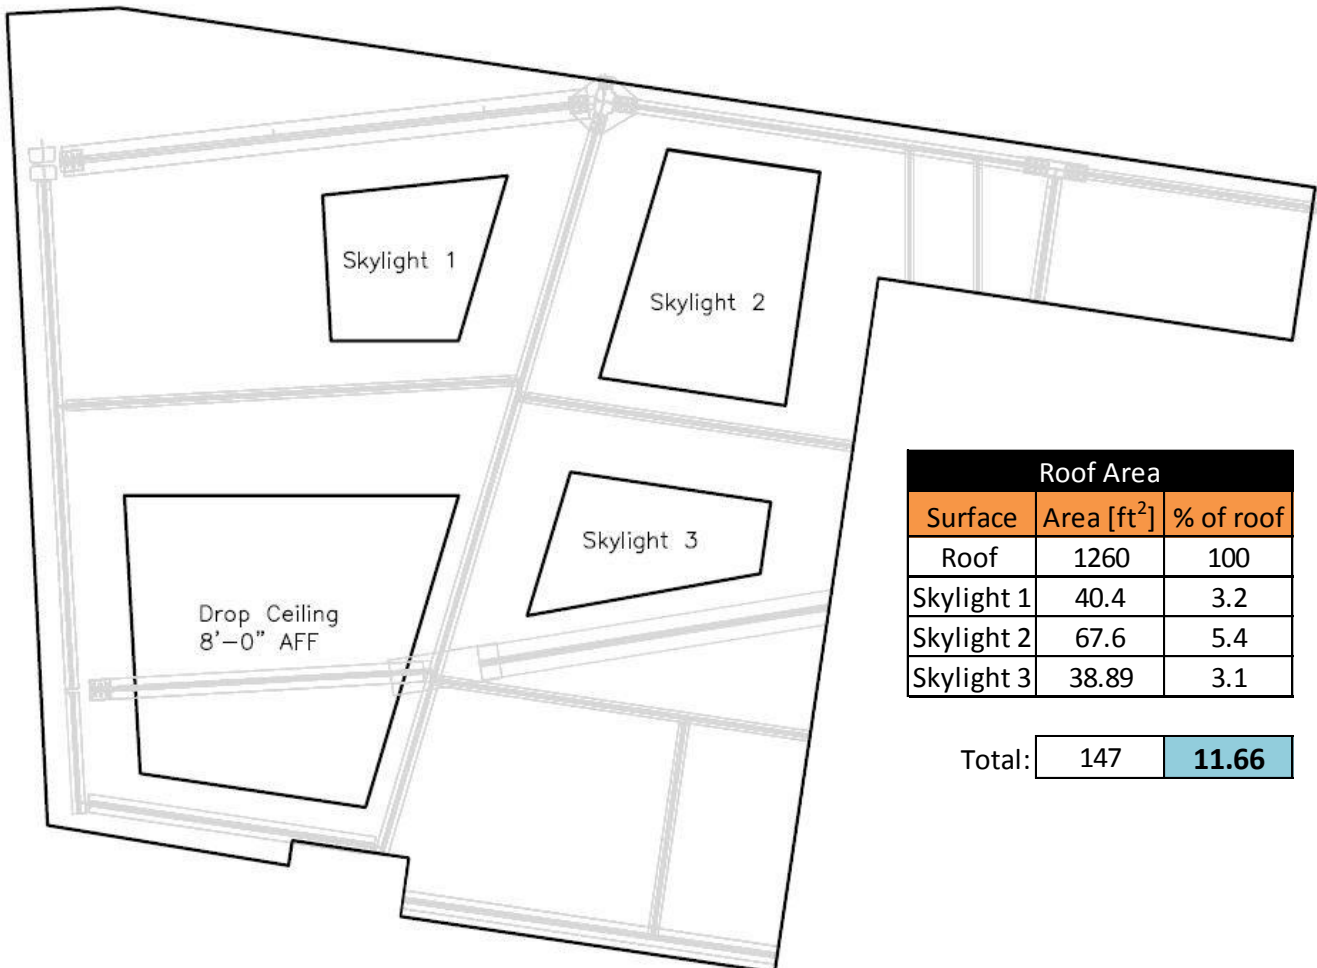 Skylight 1
Skylight 2
Skylight 3
Drop Ceiling
8'-0" AFF
Roof Area
Surface Area [ft²] % of roof
Roof 1260 100
Skylight 1 40.4 3.2
Skylight 2 67.6 5.4
Skylight 3 38.89 3.1
Total: 147 11.66